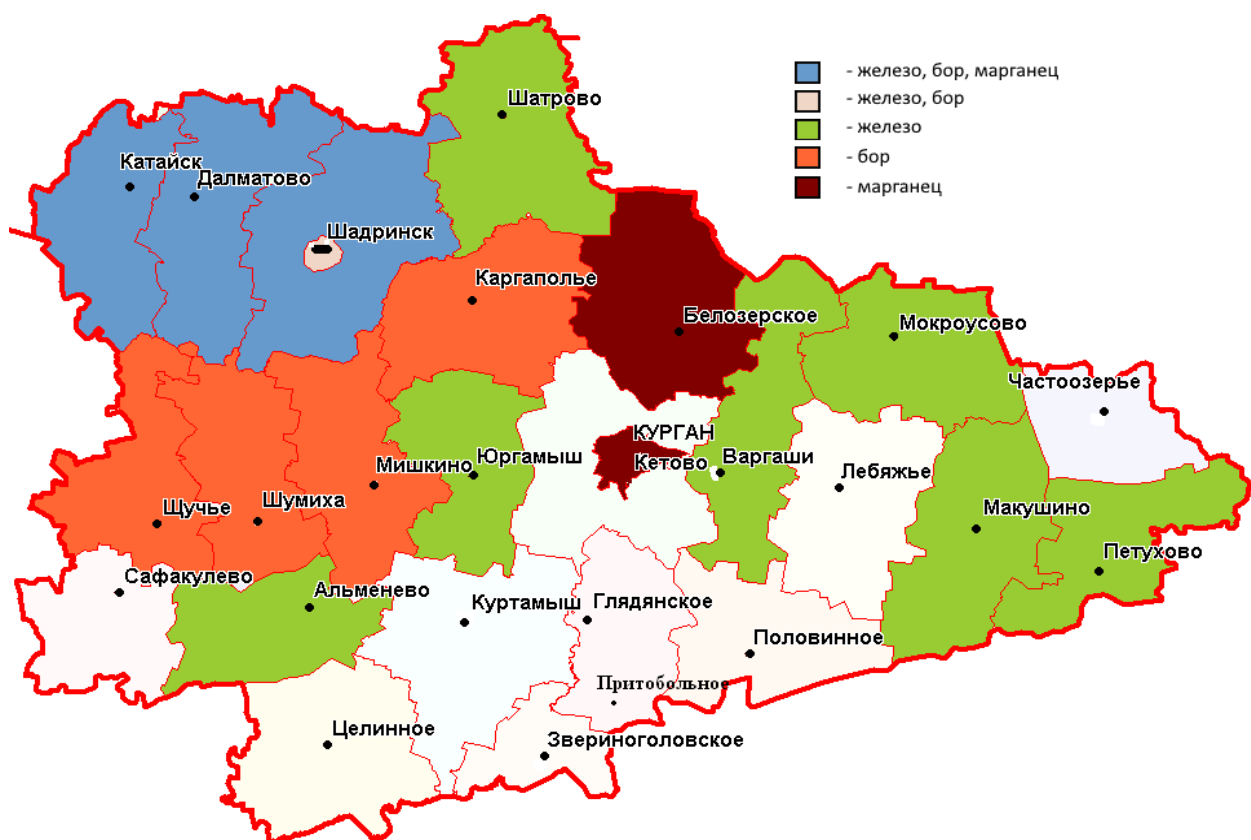 - железо, бор, марганец
- железо, бор
- железо
- бор
- марганец
Шатрово
Катайск
Далматово
Шадринск
Каргаполье
Белозерское
Мокроусово
Частоозерье
КУРГАН
Кетово
Варгаши
Юргамыш
Мишкино
Лебяжье
Шумиха
Щучье
Макушино
Петухово
Сафакулево
Альменево
Куртамыш
Глядянское
Половинное
Притобольное
Целинное
Звериноголовское